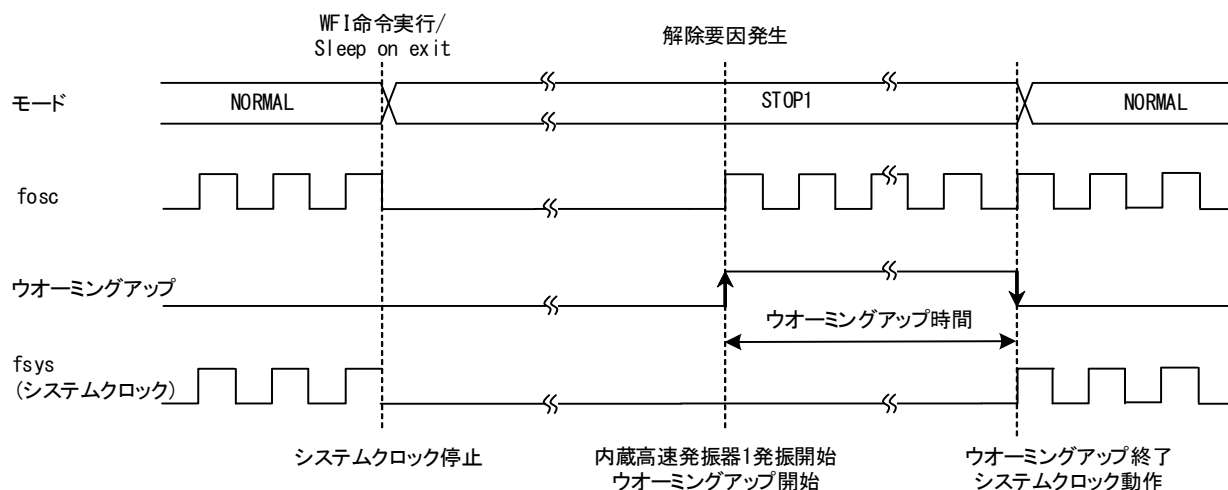 WFI命令実行/
Sleep on exit
解除要因発生
モード
NORMAL
STOP1
NORMAL
fosc
ウオーミングアップ
ウオーミングアップ時間
fsys
(システムクロック)
システムクロック停止
内蔵高速発振器1発振開始
ウオーミングアップ開始
ウオーミングアップ終了
システムクロック動作